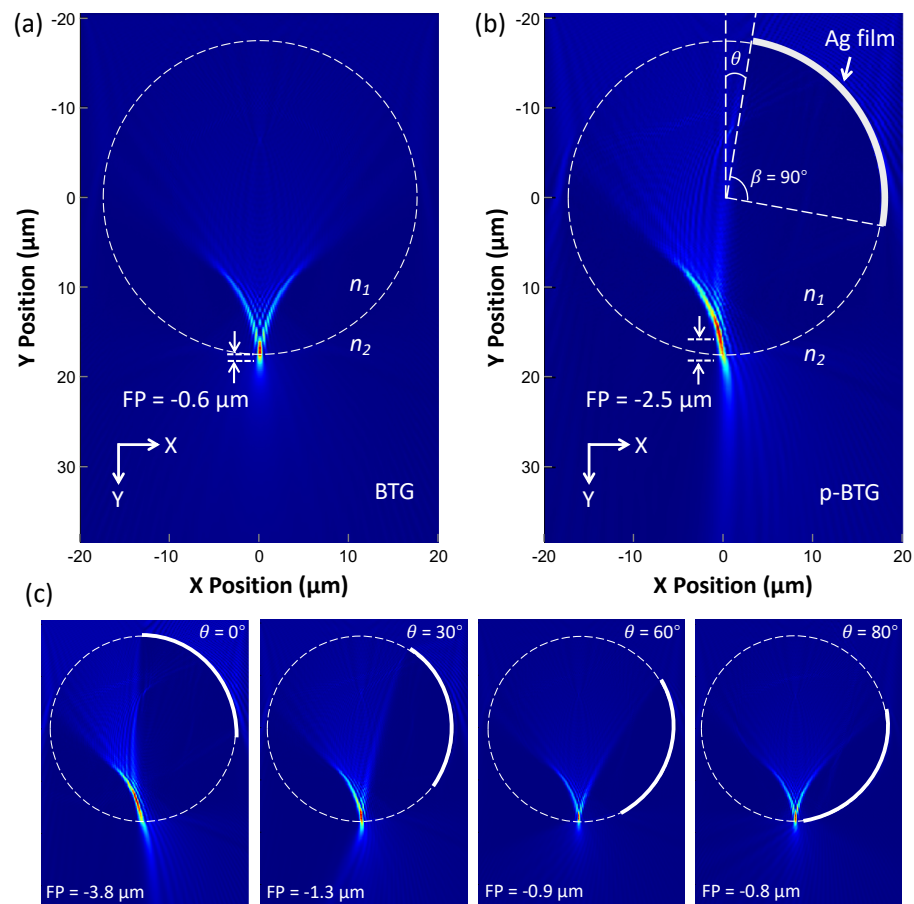 (a)
-20
-10
0
10
20
30
Y Position (µm)
n1
n2
FP = -0.6 µm
X
Y
BTG
-20 -10 0 10 20
X Position (µm)
(b)
-20
-10
0
10
20
30
Y Position (µm)
θ
Ag film
β = 90°
n1
n2
FP = -2.5 µm
X
Y
p-BTG
-20 -10 0 10 20
X Position (µm)
(c)
θ = 0°
FP = -3.8 µm
θ = 30°
FP = -1.3 µm
θ = 60°
FP = -0.9 µm
θ = 80°
FP = -0.8 µm